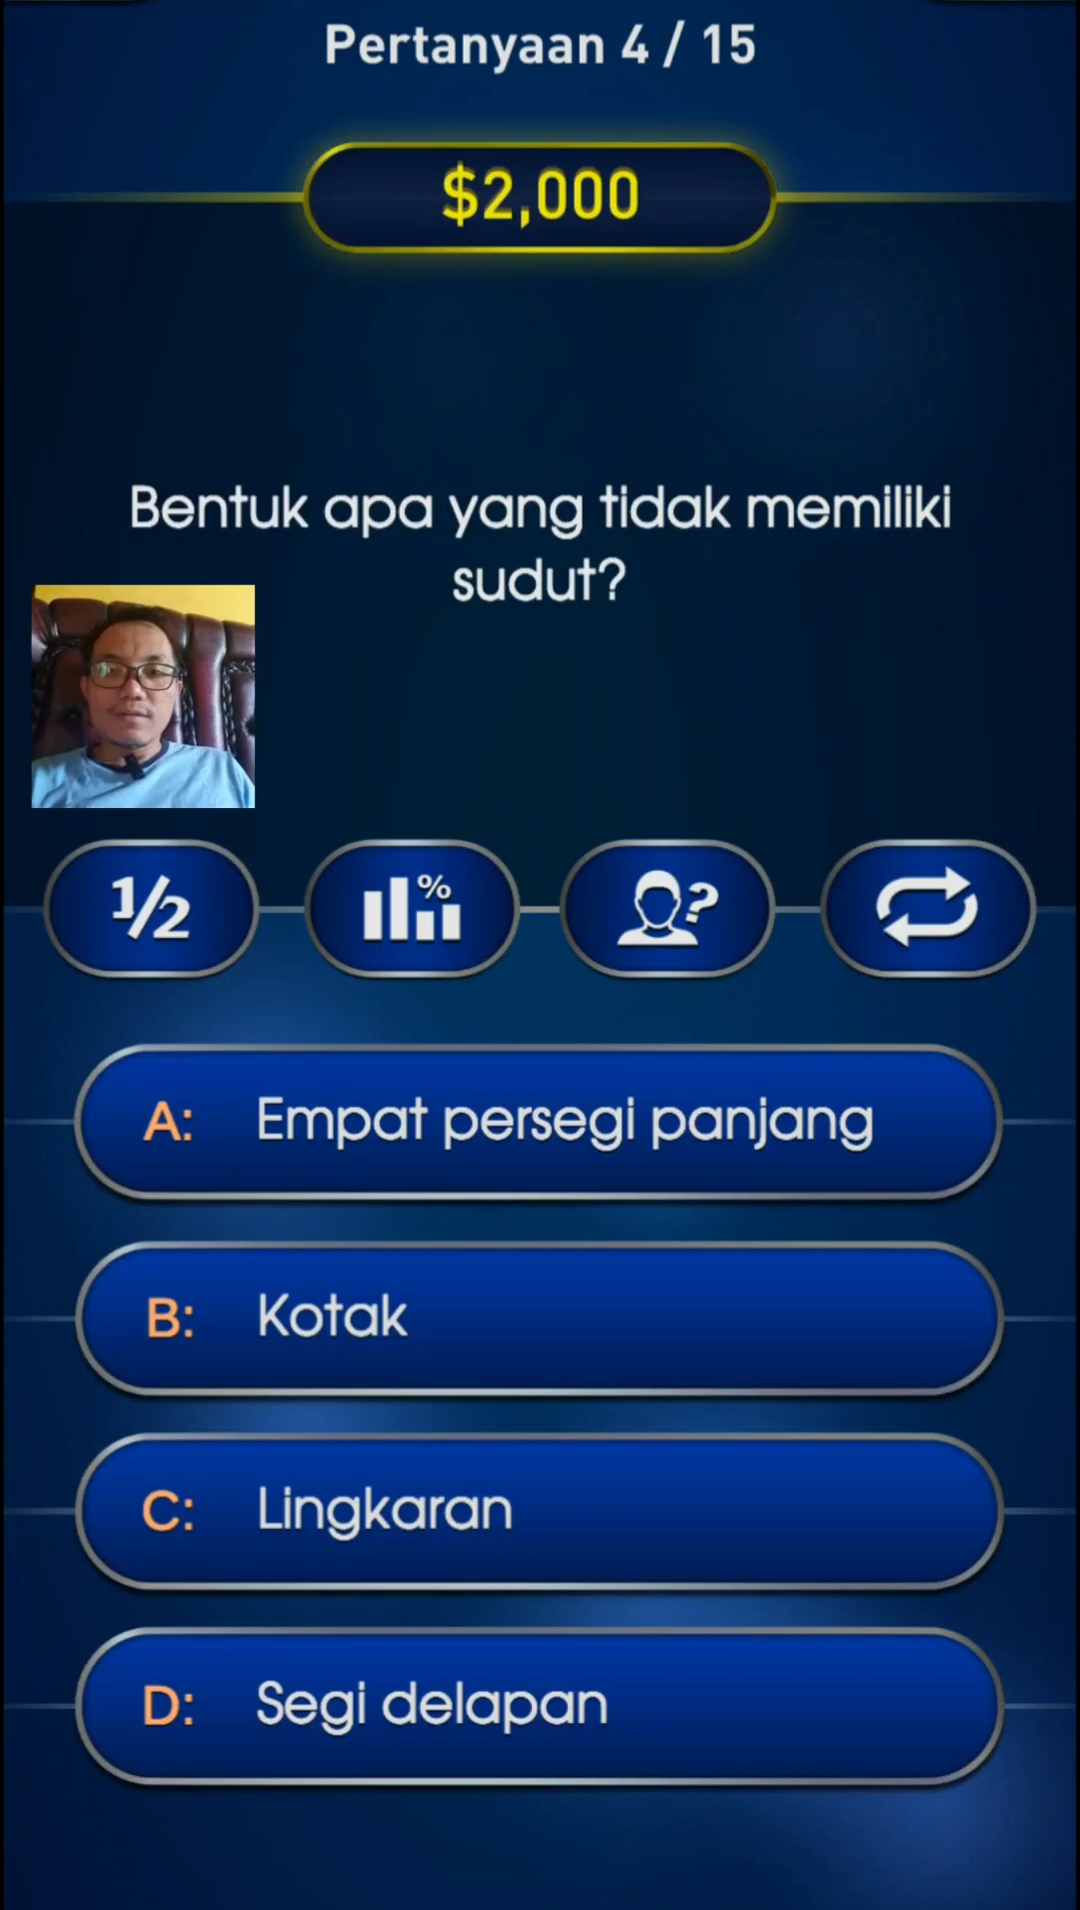 Pertanyaan 4 / 15
$2,000
Bentuk apa yang tidak memiliki
sudut?
½
%
?
A: Empat persegi panjang
B: Kotak
C: Lingkaran
D: Segi delapan